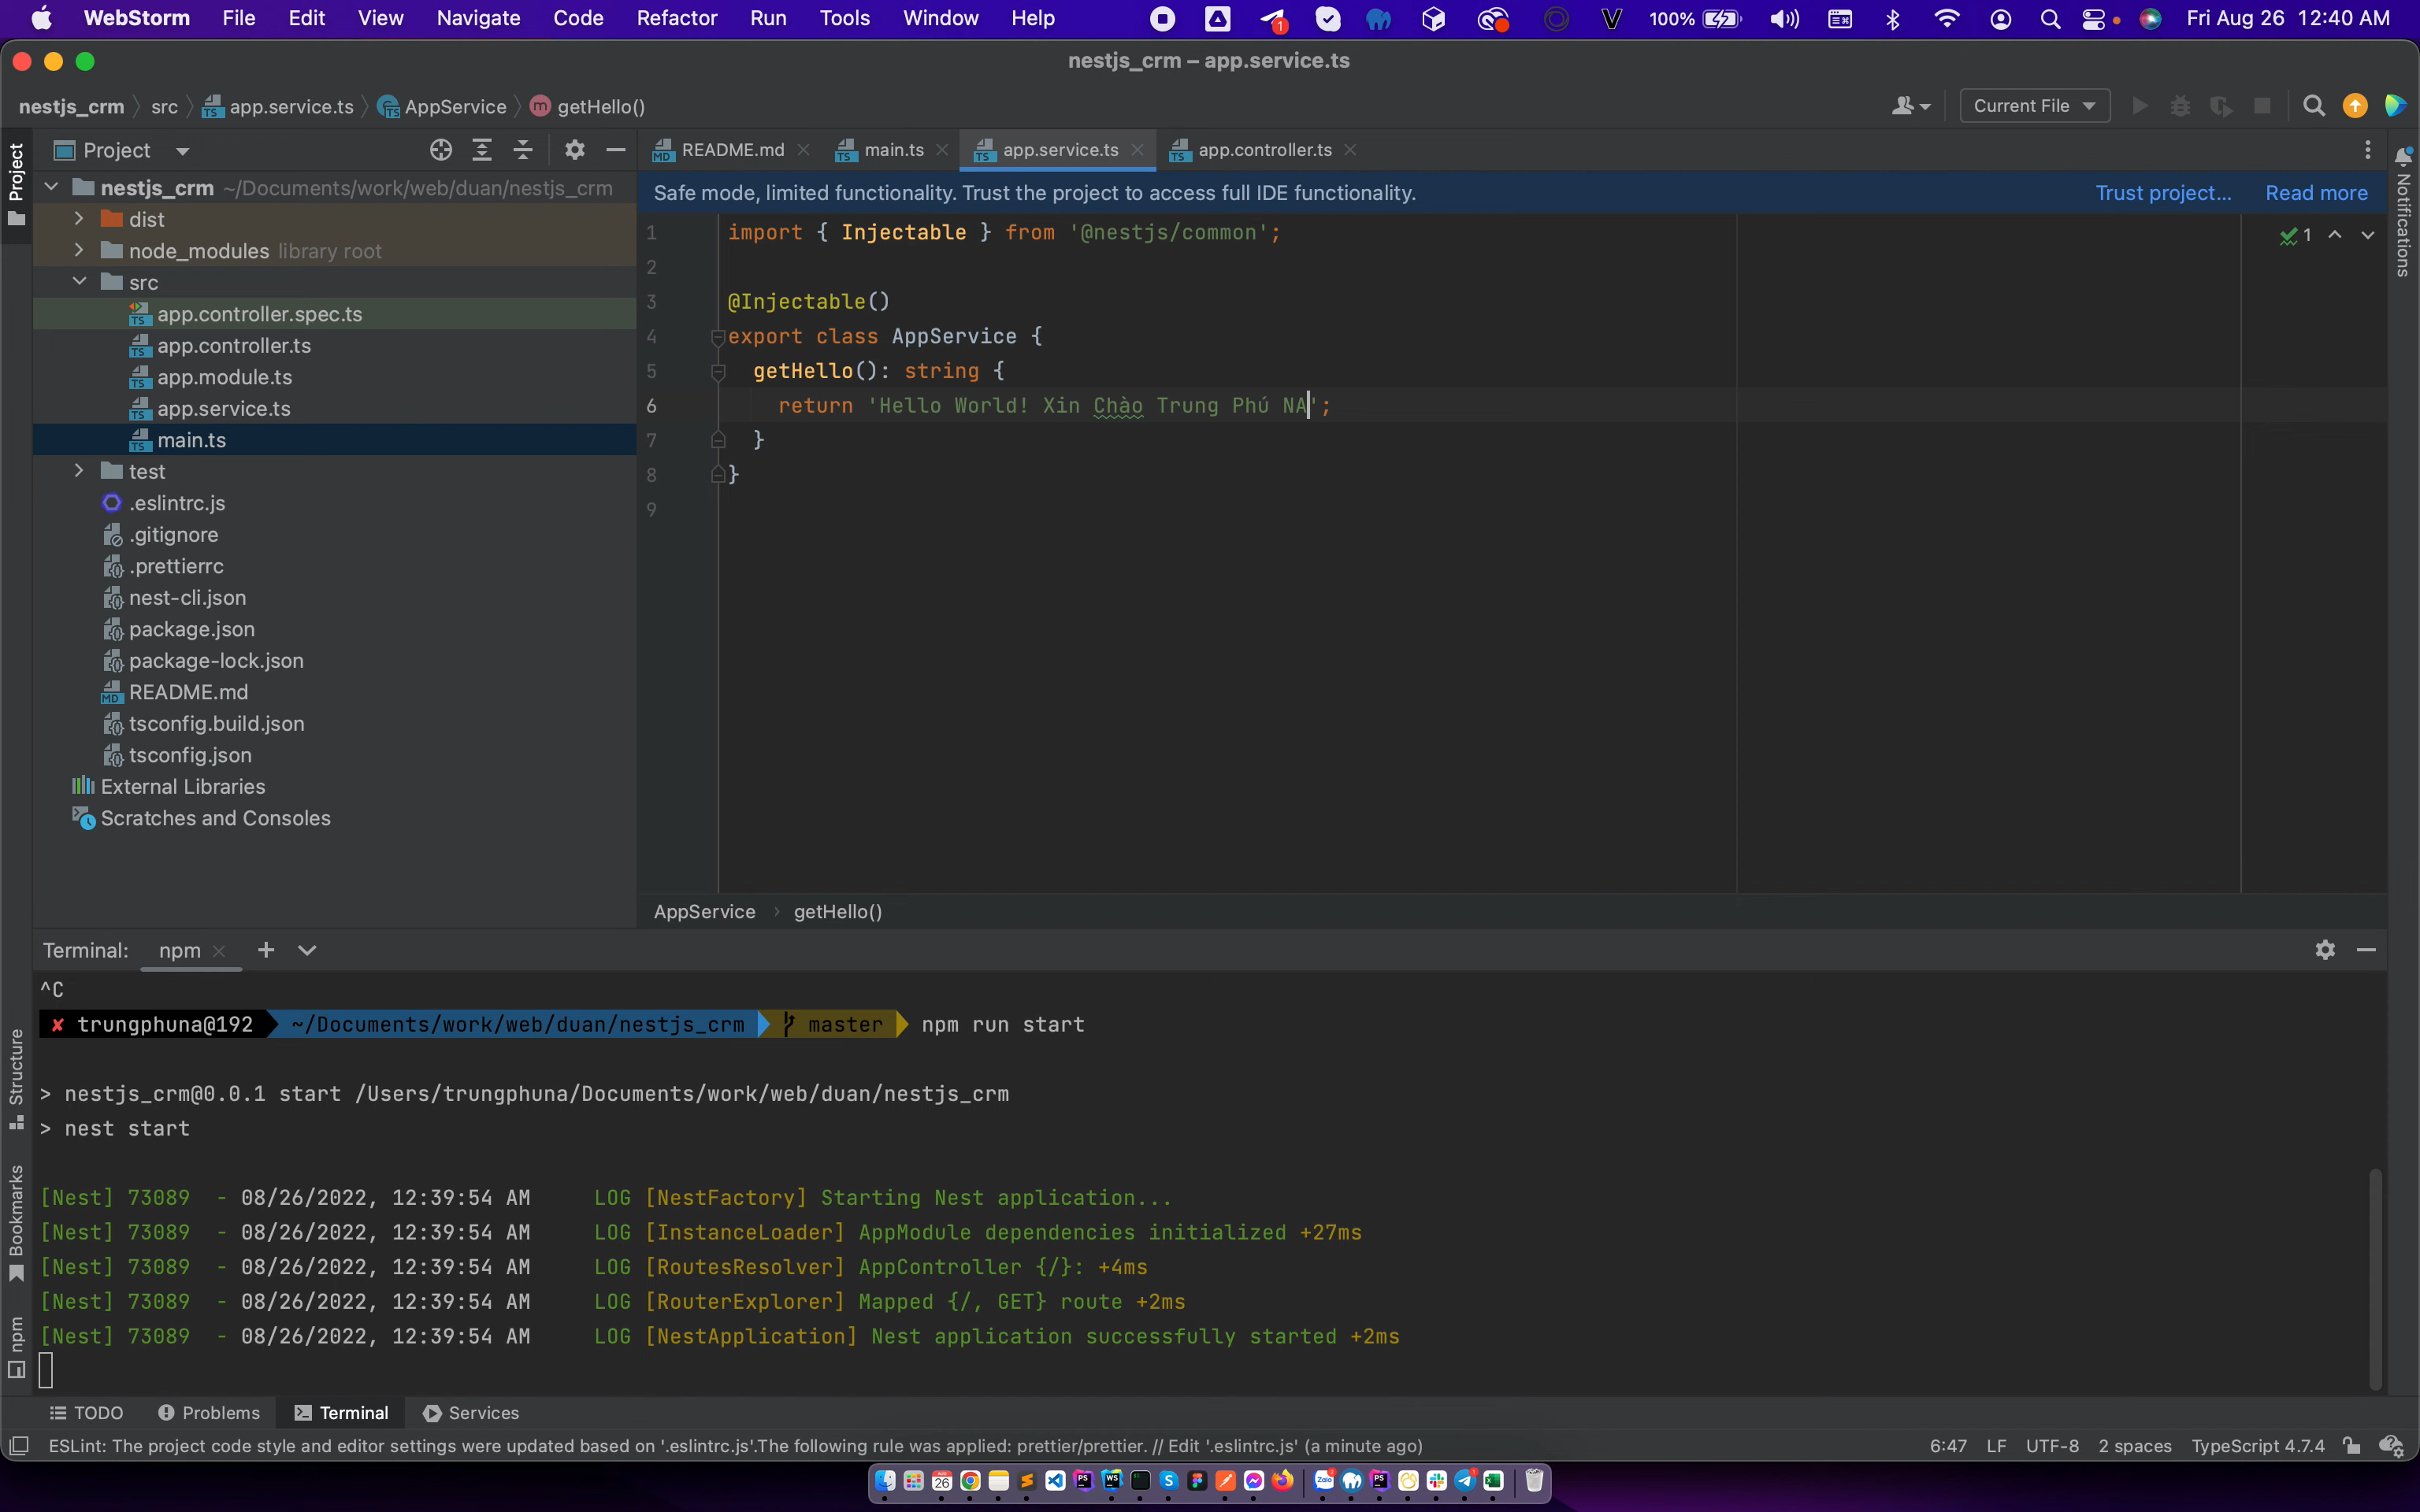 WebStorm File Edit View Navigate Code Refactor Run Tools Window Help 1 V 100% Fri Aug 26 12:40 AM
nestjs_crm – app.service.ts
nestjs_crm src app.service.ts AppService getHello() Current File
Project README.md main.ts app.service.ts app.controller.ts
Project
Notifications
nestjs_crm ~/Documents/work/web/duan/nestjs_crm
Safe mode, limited functionality. Trust the project to access full IDE functionality. Trust project... Read more
dist
node_modules library root
src
app.controller.spec.ts
app.controller.ts
app.module.ts
app.service.ts
main.ts
test
.eslintrc.js
.gitignore
.prettierrc
nest-cli.json
package.json
package-lock.json
README.md
tsconfig.build.json
tsconfig.json
External Libraries
Scratches and Consoles
1 import { Injectable } from '@nestjs/common'; 1
2
3 @Injectable()
4 export class AppService {
5 getHello(): string {
6 return 'Hello World! Xin Chào Trung Phú NA';
7 }
8 }
9
AppService getHello()
Terminal: npm
^C
✘ trungphuna@192 ~/Documents/work/web/duan/nestjs_crm master npm run start
> nestjs_crm@0.0.1 start /Users/trungphuna/Documents/work/web/duan/nestjs_crm
> nest start
[Nest] 73089 - 08/26/2022, 12:39:54 AM LOG [NestFactory] Starting Nest application...
[Nest] 73089 - 08/26/2022, 12:39:54 AM LOG [InstanceLoader] AppModule dependencies initialized +27ms
[Nest] 73089 - 08/26/2022, 12:39:54 AM LOG [RoutesResolver] AppController {/}: +4ms
[Nest] 73089 - 08/26/2022, 12:39:54 AM LOG [RouterExplorer] Mapped {/, GET} route +2ms
[Nest] 73089 - 08/26/2022, 12:39:54 AM LOG [NestApplication] Nest application successfully started +2ms
Structure
Bookmarks
npm
TODO Problems Terminal Services
ESLint: The project code style and editor settings were updated based on '.eslintrc.js'.The following rule was applied: prettier/prettier. // Edit '.eslintrc.js' (a minute ago) 6:47 LF UTF-8 2 spaces TypeScript 4.7.4
26 PS WS Zalo PS